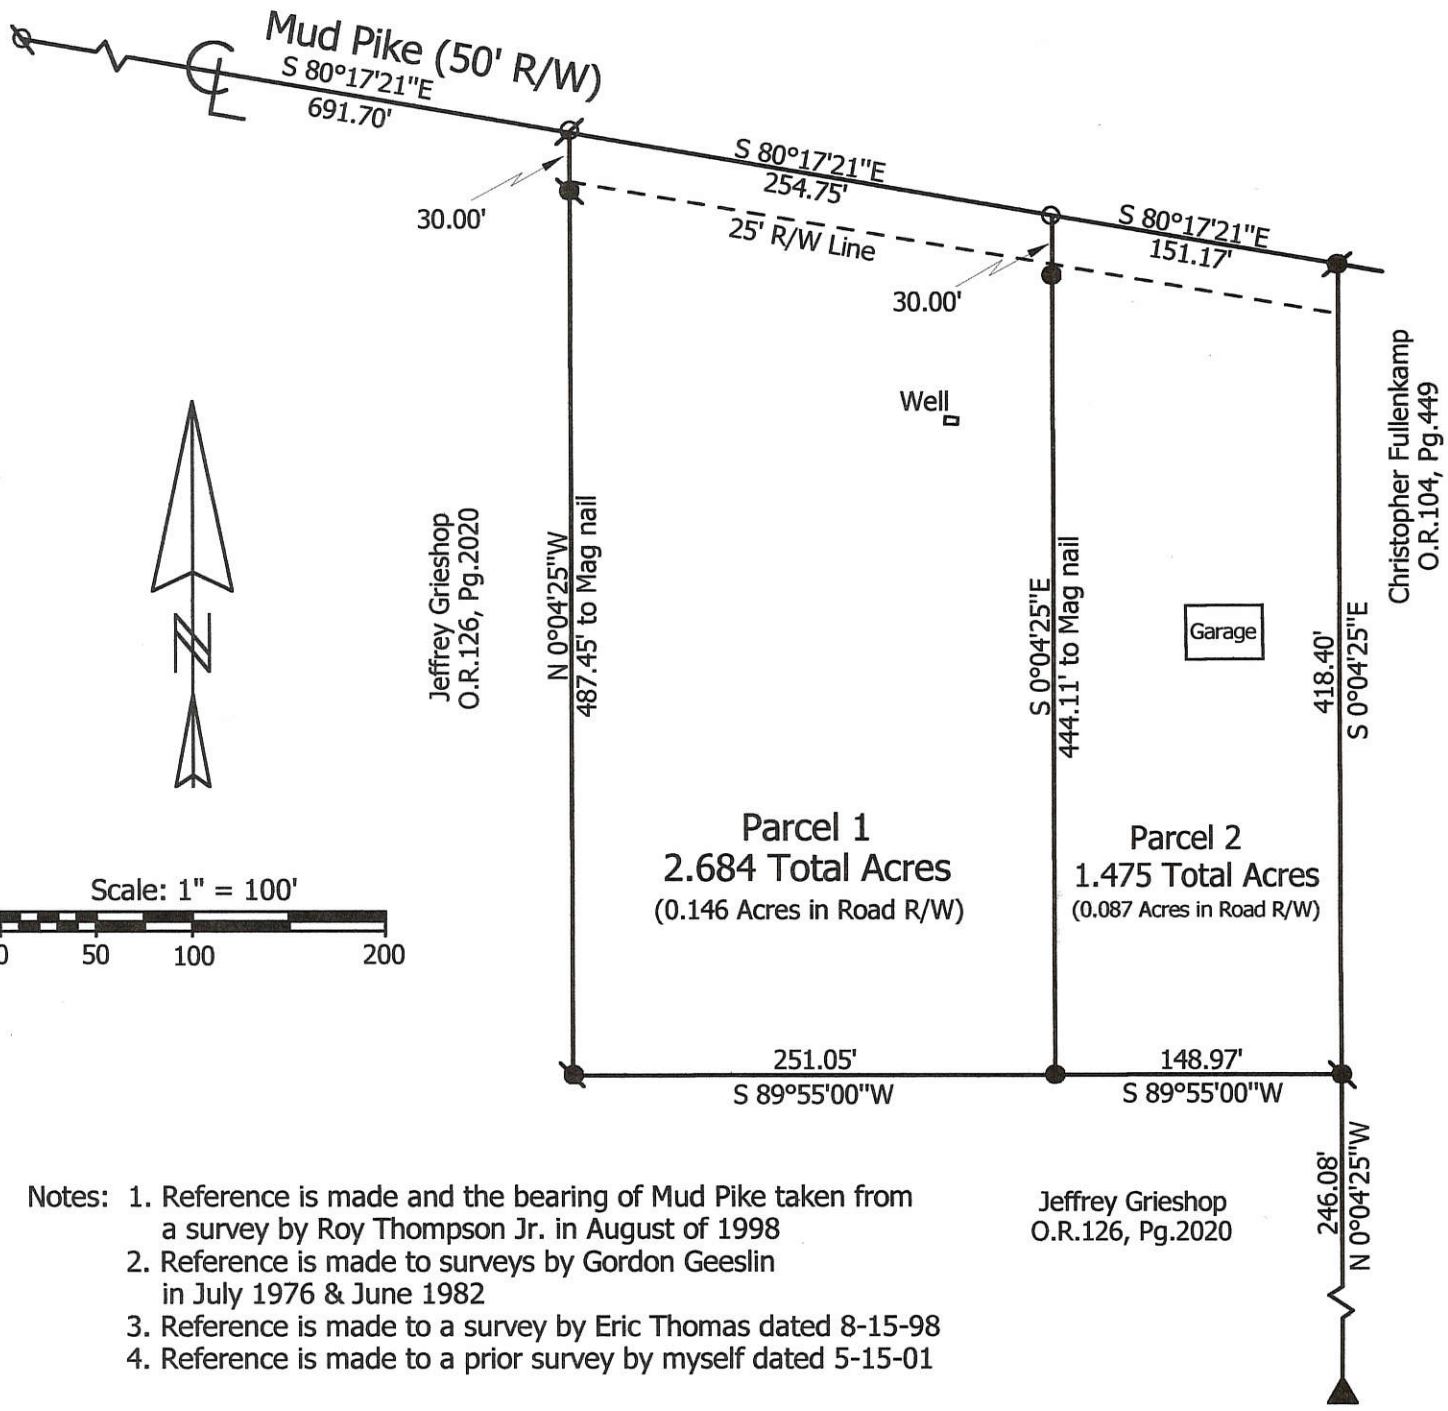 Mud Pike (50' R/W)
S 80°17'21"E
691.70'
S 80°17'21"E
254.75'
S 80°17'21"E
151.17'
25' R/W Line
30.00'
30.00'
Well
Christopher Fullenkamp
O.R.104, Pg.449
Jeffrey Grieshop
O.R.126, Pg.2020
N 0°04'25"W
487.45' to Mag nail
S 0°04'25"E
444.11' to Mag nail
Garage
418.40'
S 0°04'25"E
N
Parcel 1
2.684 Total Acres
(0.146 Acres in Road R/W)
Parcel 2
1.475 Total Acres
(0.087 Acres in Road R/W)
Scale: 1" = 100'
0 50 100 200
251.05'
S 89°55'00"W
148.97'
S 89°55'00"W
246.08'
N 0°04'25"W
Jeffrey Grieshop
O.R.126, Pg.2020
Notes: 1. Reference is made and the bearing of Mud Pike taken from
a survey by Roy Thompson Jr. in August of 1998
2. Reference is made to surveys by Gordon Geeslin
in July 1976 & June 1982
3. Reference is made to a survey by Eric Thomas dated 8-15-98
4. Reference is made to a prior survey by myself dated 5-15-01